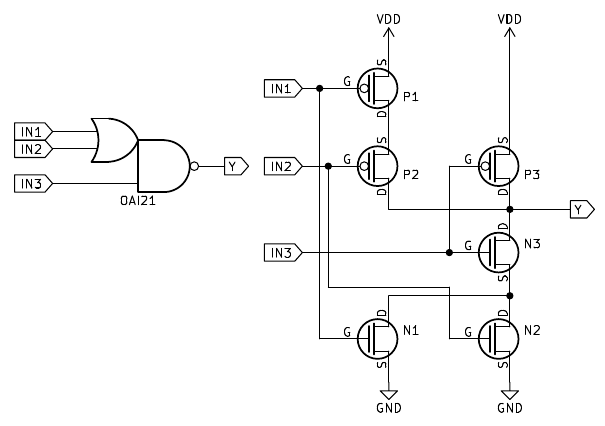 IN1
IN2
IN3
Y
OAI21
VDD
VDD
S
IN1
G
P1
D
S
S
IN2
G
P2
G
P3
D
D
Y
D
IN3
G
N3
S
D
D
G
N1
G
N2
S
S
GND
GND